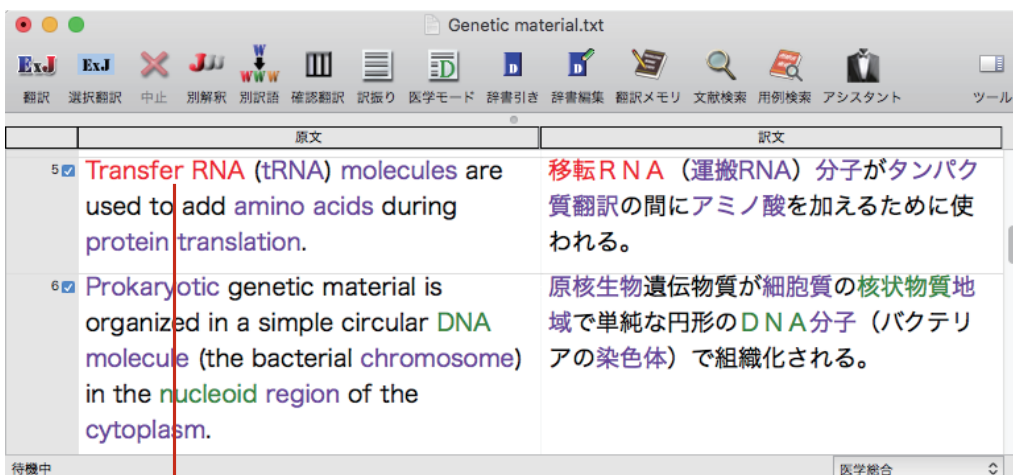 Genetic material.txt
翻訳 選択翻訳 中止 別解釈 別訳語 確認翻訳 訳振り 医学モード 辞書引き 辞書編集 翻訳メモリ 文献検索 用例検索 アシスタント ツール
原文 訳文
5 Transfer RNA (tRNA) molecules are
used to add amino acids during
protein translation.
移転ＲＮＡ（運搬RNA）分子がタンパク
質翻訳の間にアミノ酸を加えるために使
われる。
6 Prokaryotic genetic material is
organized in a simple circular DNA
molecule (the bacterial chromosome)
in the nucleoid region of the
cytoplasm.
原核生物遺伝物質が細胞質の核状物質地
域で単純な円形のＤＮＡ分子（バクテリ
アの染色体）で組織化される。
待機中 医学総合